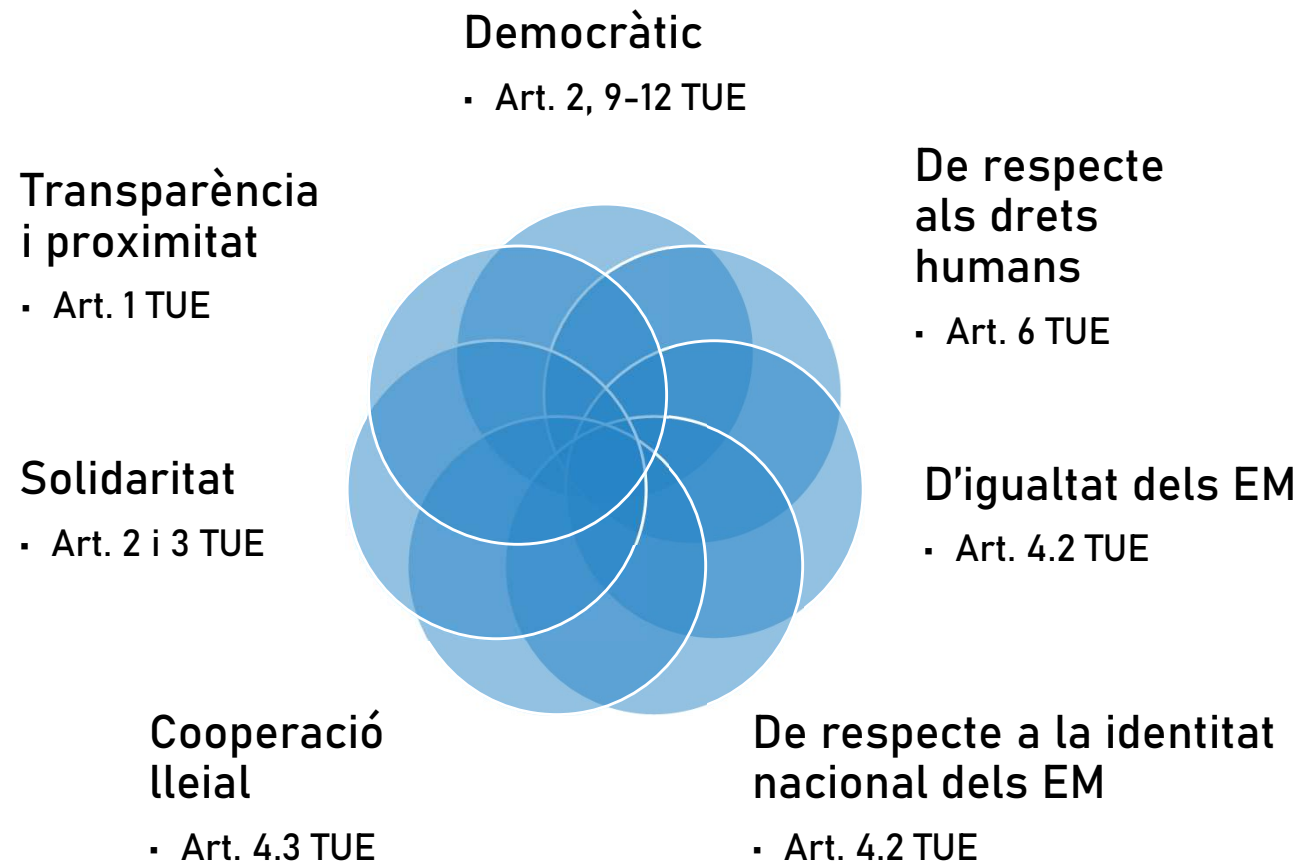 Democràtic
▪ Art. 2, 9-12 TUE
De respecte
als drets
humans
▪ Art. 6 TUE
D'igualtat dels EM
▪ Art. 4.2 TUE
De respecte a la identitat
nacional dels EM
▪ Art. 4.2 TUE
Cooperació
lleial
▪ Art. 4.3 TUE
Solidaritat
▪ Art. 2 i 3 TUE
Transparència
i proximitat
▪ Art. 1 TUE